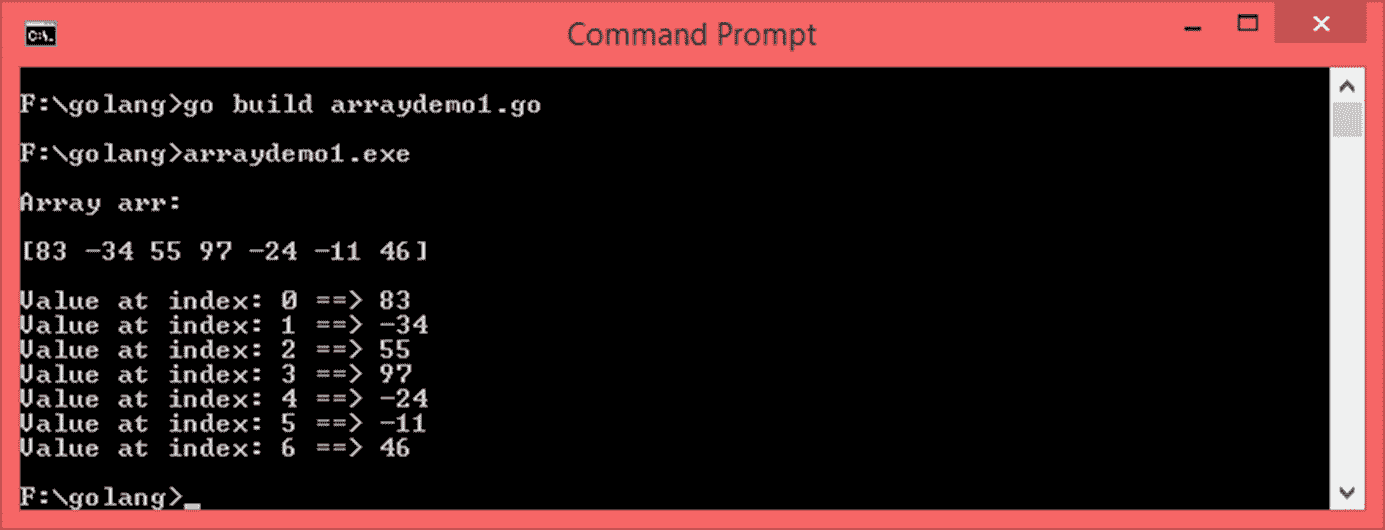 C:\.
Command Prompt
F:\golang>go build arraydemo1.go
F:\golang>arraydemo1.exe
Array arr:
[83 -34 55 97 -24 -11 46]
Value at index: 0 ==> 83
Value at index: 1 ==> -34
Value at index: 2 ==> 55
Value at index: 3 ==> 97
Value at index: 4 ==> -24
Value at index: 5 ==> -11
Value at index: 6 ==> 46
F:\golang>_